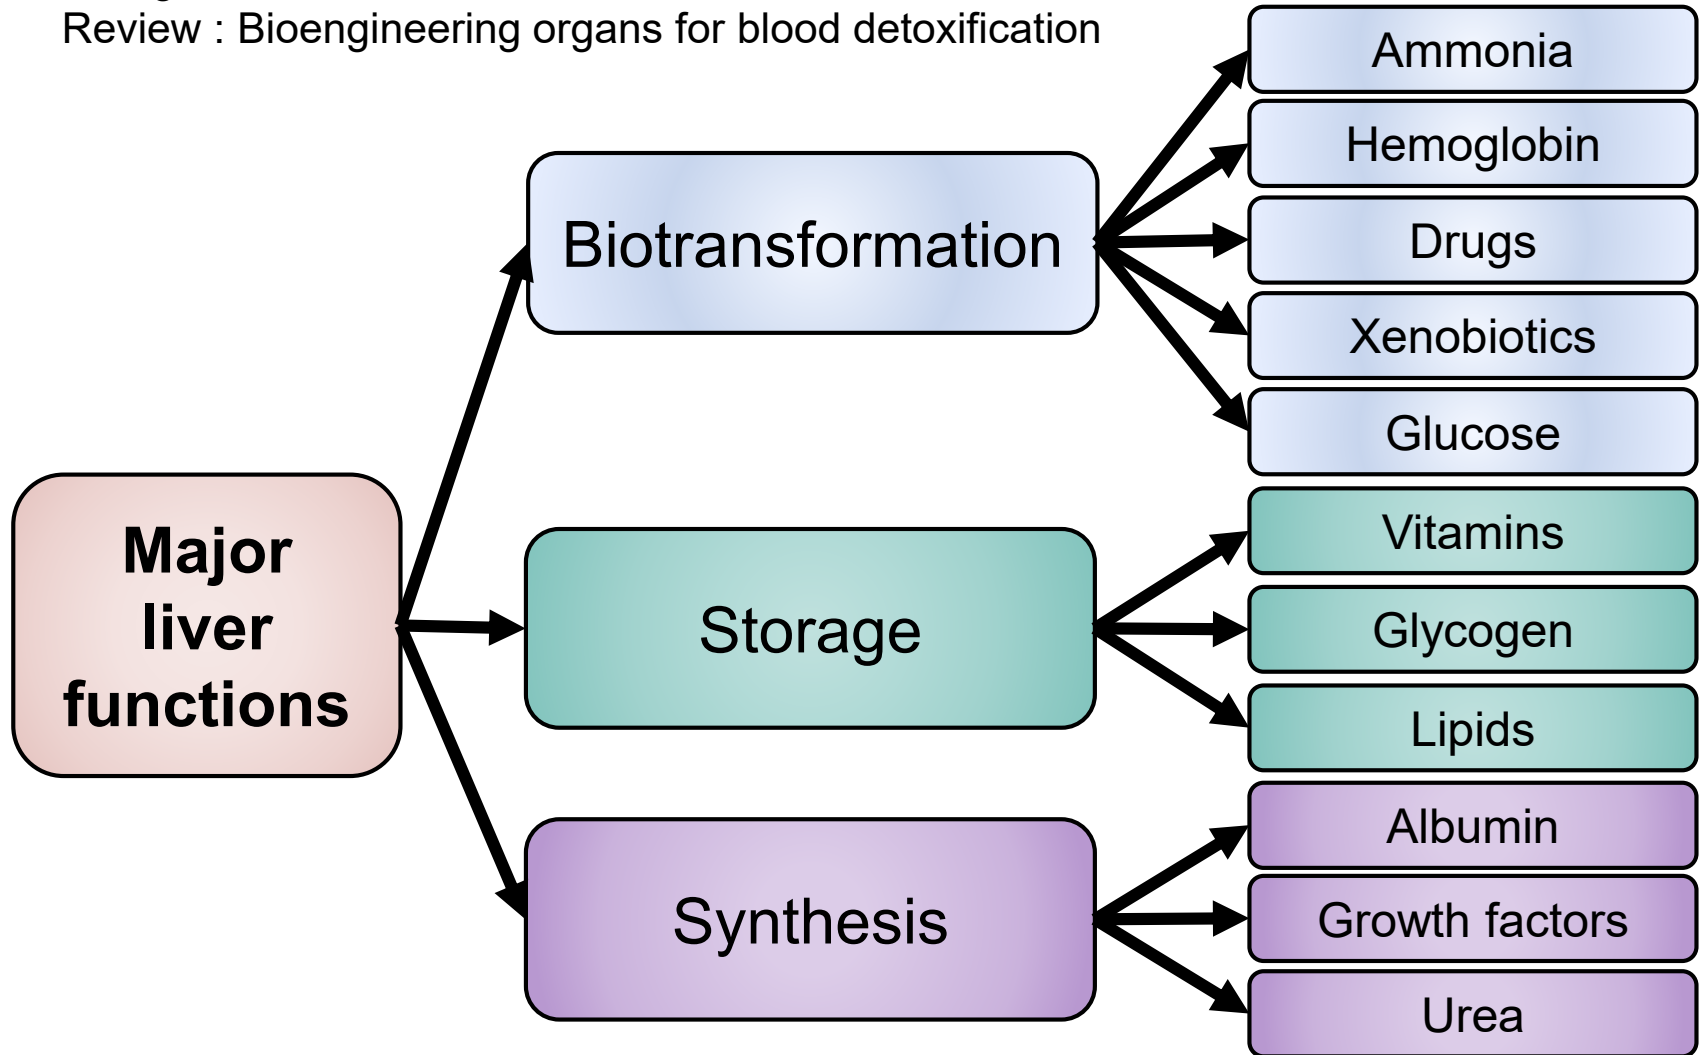 Review : Bioengineering organs for blood detoxification
Major
liver
functions
Biotransformation
Ammonia
Hemoglobin
Drugs
Xenobiotics
Glucose
Storage
Vitamins
Glycogen
Lipids
Synthesis
Albumin
Growth factors
Urea